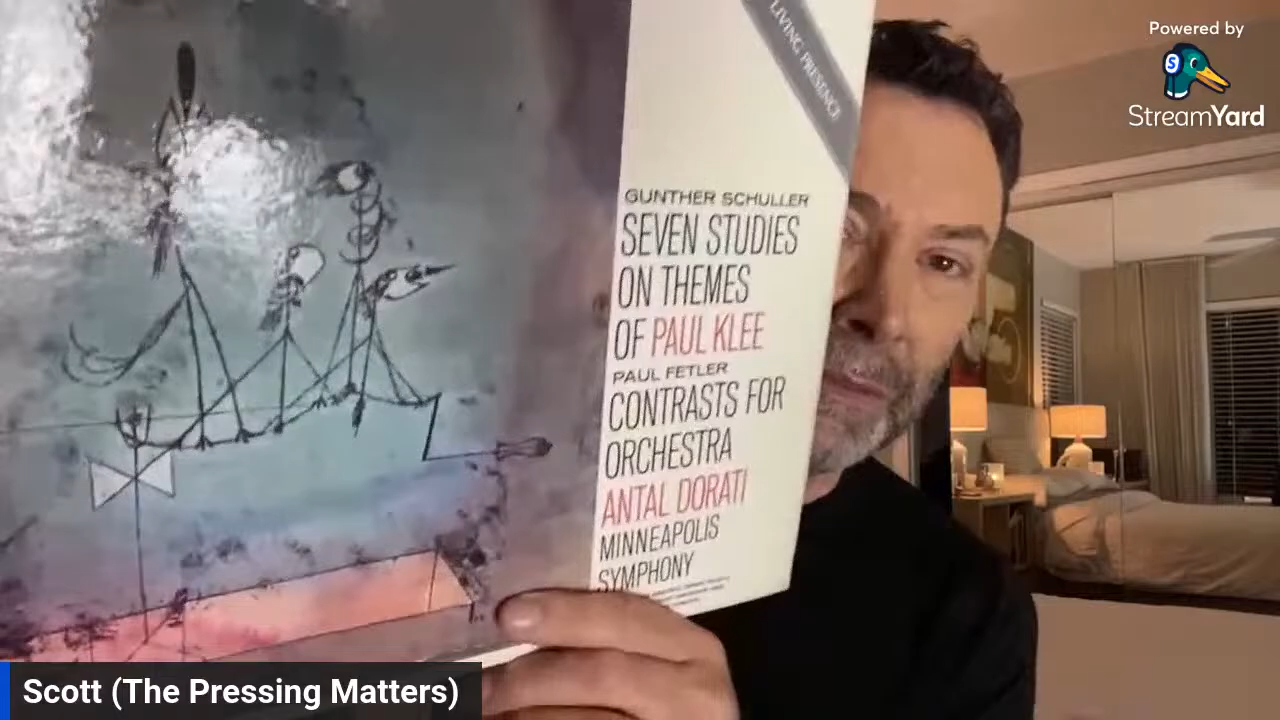 Powered by
S
StreamYard
LIVING PRESENCE
GUNTHER SCHULLER
SEVEN STUDIES
ON THEMES
OF PAUL KLEE
PAUL FETLER
CONTRASTS FOR
ORCHESTRA
ANTAL DORATI
MINNEAPOLIS
SYMPHONY
Scott (The Pressing Matters)